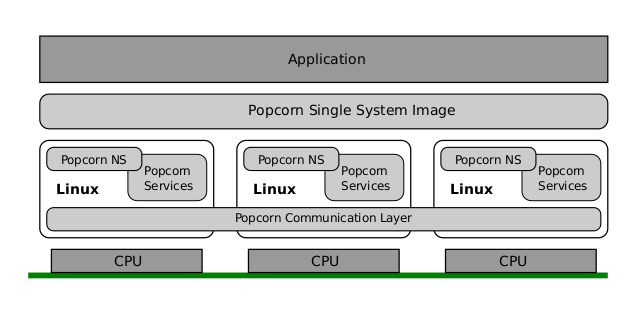 Application
Popcorn Single System Image
Popcorn NS
Popcorn
Services
Linux
Popcorn NS
Popcorn
Services
Linux
Popcorn NS
Popcorn
Services
Linux
Popcorn Communication Layer
CPU
CPU
CPU